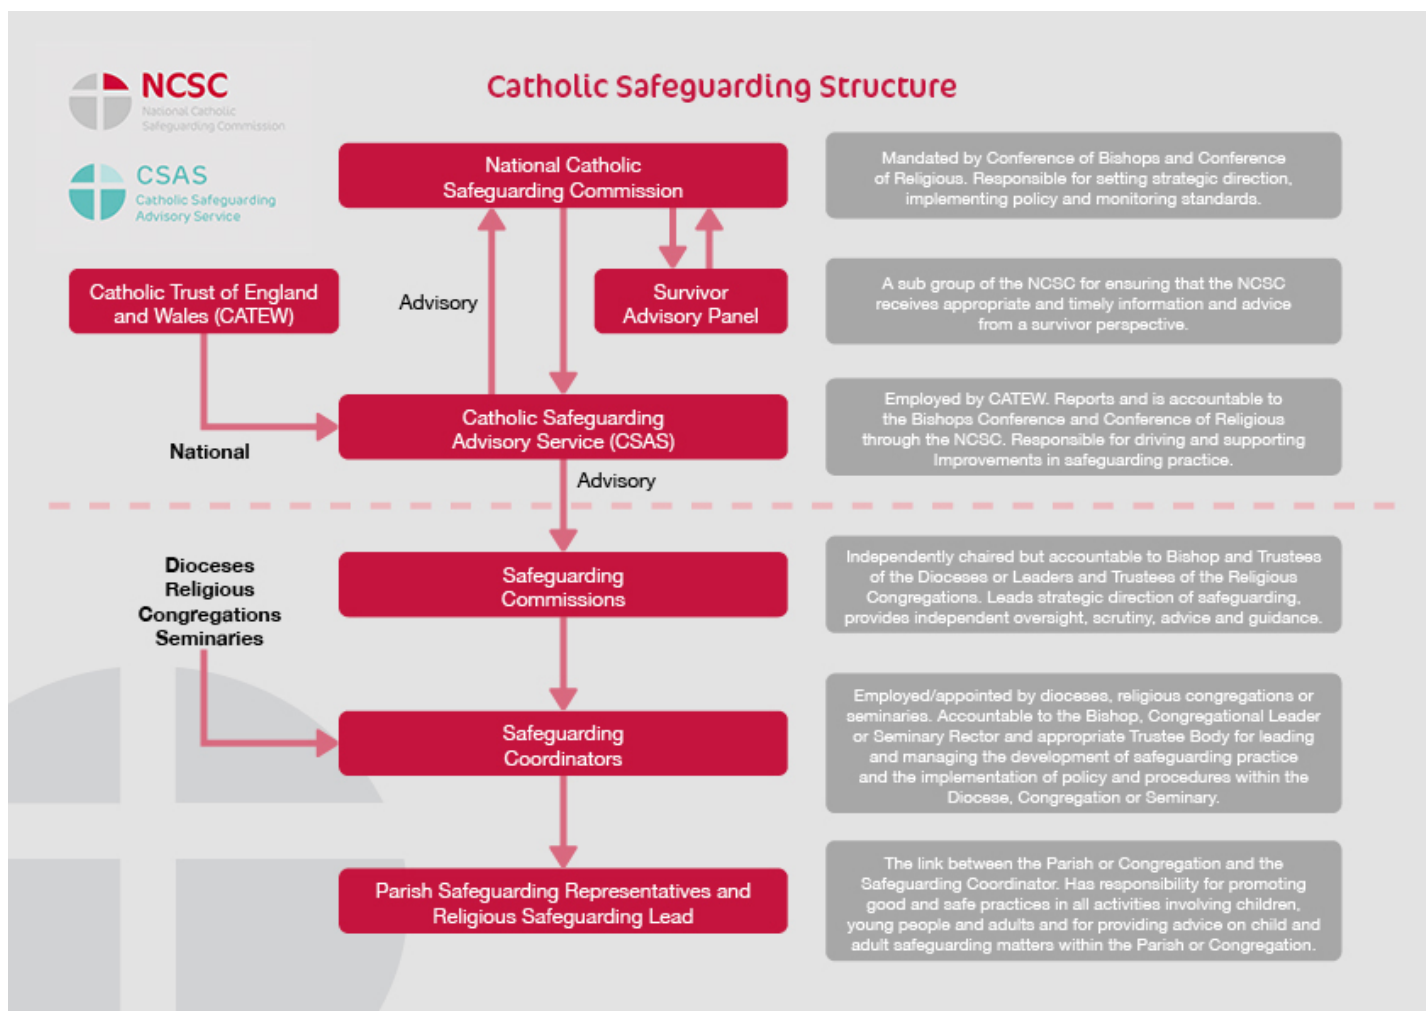 NCSC
National Catholic
Safeguarding Commission
CSAS
Catholic Safeguarding
Advisory Service
Catholic Safeguarding Structure
National Catholic
Safeguarding Commission
Mandated by Conference of Bishops and Conference
of Religious. Responsible for setting strategic direction,
implementing policy and monitoring standards.
Catholic Trust of England
and Wales (CATEW)
Advisory
Survivor
Advisory Panel
A sub group of the NCSC for ensuring that the NCSC
receives appropriate and timely information and advice
from a survivor perspective.
Catholic Safeguarding
Advisory Service (CSAS)
Employed by CATEW. Reports and is accountable to
the Bishops Conference and Conference of Religious
through the NCSC. Responsible for driving and supporting
Improvements in safeguarding practice.
National
Advisory
Dioceses
Religious
Congregations
Seminaries
Safeguarding
Commissions
Independently chaired but accountable to Bishop and Trustees
of the Dioceses or Leaders and Trustees of the Religious
Congregations. Leads strategic direction of safeguarding,
provides independent oversight, scrutiny, advice and guidance.
Safeguarding
Coordinators
Employed/appointed by dioceses, religious congregations or
seminaries. Accountable to the Bishop, Congregational Leader
or Seminary Rector and appropriate Trustee Body for leading
and managing the development of safeguarding practice
and the implementation of policy and procedures within the
Diocese, Congregation or Seminary.
Parish Safeguarding Representatives and
Religious Safeguarding Lead
The link between the Parish or Congregation and the
Safeguarding Coordinator. Has responsibility for promoting
good and safe practices in all activities involving children,
young people and adults and for providing advice on child and
adult safeguarding matters within the Parish or Congregation.